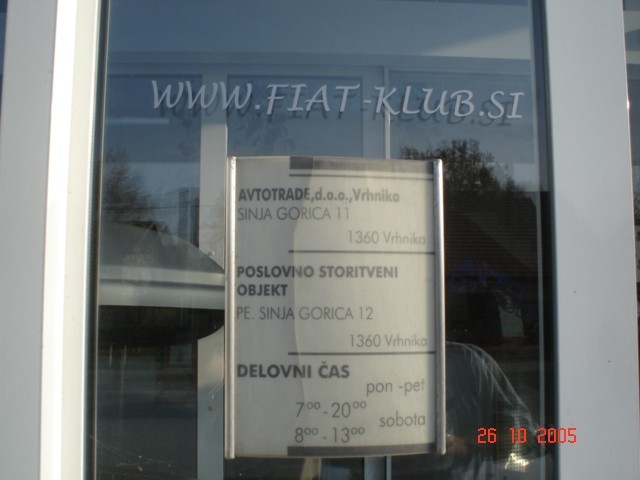 WWW.FIAT-KLUB.SI
AVTOTRADE,d.o.o.,Vrhnika
SINJA GORICA 11
1360 Vrhnika
POSLOVNO STORITVENI
OBJEKT
PE. SINJA GORICA 12
1360 Vrhnika
DELOVNI ČAS
pon -pet
7⁰⁰ - 20⁰⁰
sobota
8⁰⁰ - 13⁰⁰
26 10 2005